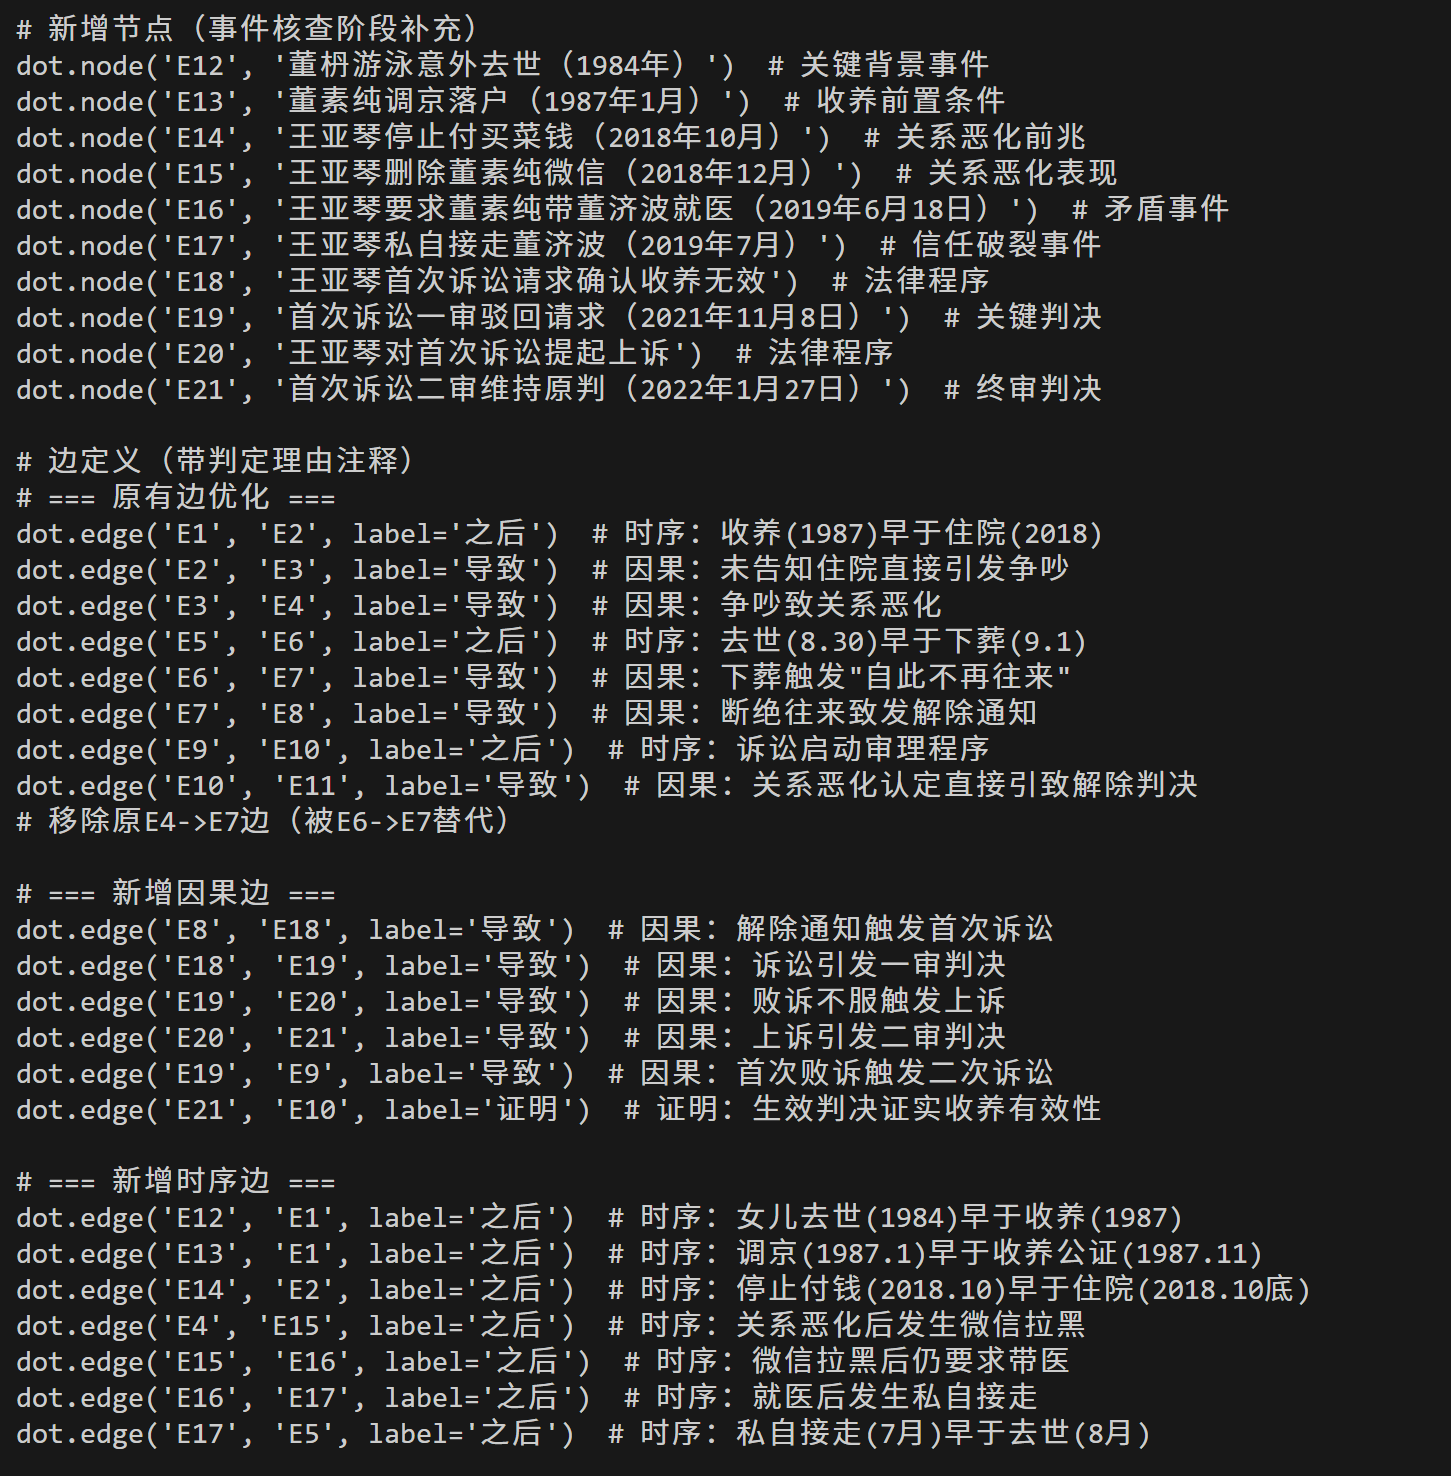 # 新增节点（事件核查阶段补充）
dot.node('E12', '董枬游泳意外去世（1984年）')  # 关键背景事件
dot.node('E13', '董素纯调京落户（1987年1月）')  # 收养前置条件
dot.node('E14', '王亚琴停止付买菜钱（2018年10月）')  # 关系恶化前兆
dot.node('E15', '王亚琴删除董素纯微信（2018年12月）')  # 关系恶化表现
dot.node('E16', '王亚琴要求董素纯带董济波就医（2019年6月18日）')  # 矛盾事件
dot.node('E17', '王亚琴私自接走董济波（2019年7月）')  # 信任破裂事件
dot.node('E18', '王亚琴首次诉讼请求确认收养无效')  # 法律程序
dot.node('E19', '首次诉讼一审驳回请求（2021年11月8日）')  # 关键判决
dot.node('E20', '王亚琴对首次诉讼提起上诉')  # 法律程序
dot.node('E21', '首次诉讼二审维持原判（2022年1月27日）')  # 终审判决
# 边定义（带判定理由注释）
# === 原有边优化 ===
dot.edge('E1', 'E2', label='之后')  # 时序：收养(1987)早于住院(2018)
dot.edge('E2', 'E3', label='导致')  # 因果：未告知住院直接引发争吵
dot.edge('E3', 'E4', label='导致')  # 因果：争吵致关系恶化
dot.edge('E5', 'E6', label='之后')  # 时序：去世(8.30)早于下葬(9.1)
dot.edge('E6', 'E7', label='导致')  # 因果：下葬触发"自此不再往来"
dot.edge('E7', 'E8', label='导致')  # 因果：断绝往来致发解除通知
dot.edge('E9', 'E10', label='之后')  # 时序：诉讼启动审理程序
dot.edge('E10', 'E11', label='导致')  # 因果：关系恶化认定直接引致解除判决
# 移除原E4->E7边（被E6->E7替代）
# === 新增因果边 ===
dot.edge('E8', 'E18', label='导致')  # 因果：解除通知触发首次诉讼
dot.edge('E18', 'E19', label='导致')  # 因果：诉讼引发一审判决
dot.edge('E19', 'E20', label='导致')  # 因果：败诉不服触发上诉
dot.edge('E20', 'E21', label='导致')  # 因果：上诉引发二审判决
dot.edge('E19', 'E9', label='导致')  # 因果：首次败诉触发二次诉讼
dot.edge('E21', 'E10', label='证明')  # 证明：生效判决证实收养有效性
# === 新增时序边 ===
dot.edge('E12', 'E1', label='之后')  # 时序：女儿去世(1984)早于收养(1987)
dot.edge('E13', 'E1', label='之后')  # 时序：调京(1987.1)早于收养公证(1987.11)
dot.edge('E14', 'E2', label='之后')  # 时序：停止付钱(2018.10)早于住院(2018.10底)
dot.edge('E4', 'E15', label='之后')  # 时序：关系恶化后发生微信拉黑
dot.edge('E15', 'E16', label='之后')  # 时序：微信拉黑后仍要求带医
dot.edge('E16', 'E17', label='之后')  # 时序：就医后发生私自接走
dot.edge('E17', 'E5', label='之后')  # 时序：私自接走(7月)早于去世(8月)